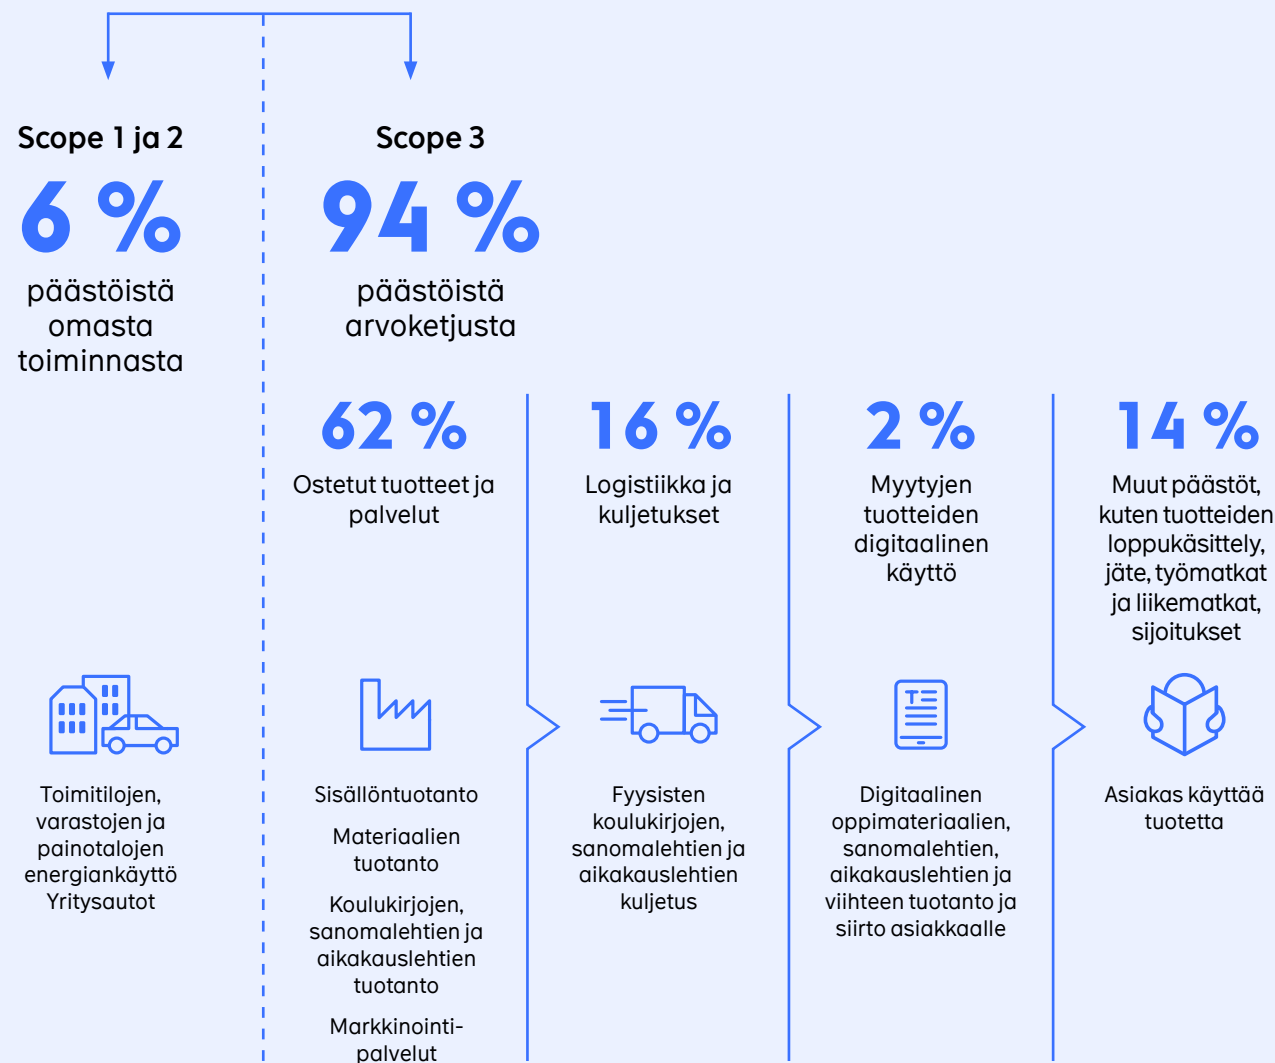 Scope 1 ja 2
6 %
päästöistä
omasta
toiminnasta
Scope 3
94 %
päästöistä
arvoketjusta
62 %
Ostetut tuotteet ja
palvelut
16 %
Logistiikka ja
kuljetukset
2 %
Myytyjen
tuotteiden
digitaalinen
käyttö
14 %
Muut päästöt,
kuten tuotteiden
loppukäsittely,
jäte, työmatkat
ja liikematkat,
sijoitukset
Toimitilojen,
varastojen ja
painotalojen
energiankäyttö
Yritysautot
Sisällöntuotanto
Materiaalien
tuotanto
Koulukirjojen,
sanomalehtien ja
aikakauslehtien
tuotanto
Markkinointi-
palvelut
Fyysisten
koulukirjojen,
sanomalehtien ja
aikakauslehtien
kuljetus
T
Digitaalinen
oppimateriaalien,
sanomalehtien,
aikakauslehtien ja
viihteen tuotanto ja
siirto asiakkaalle
Asiakas käyttää
tuotetta